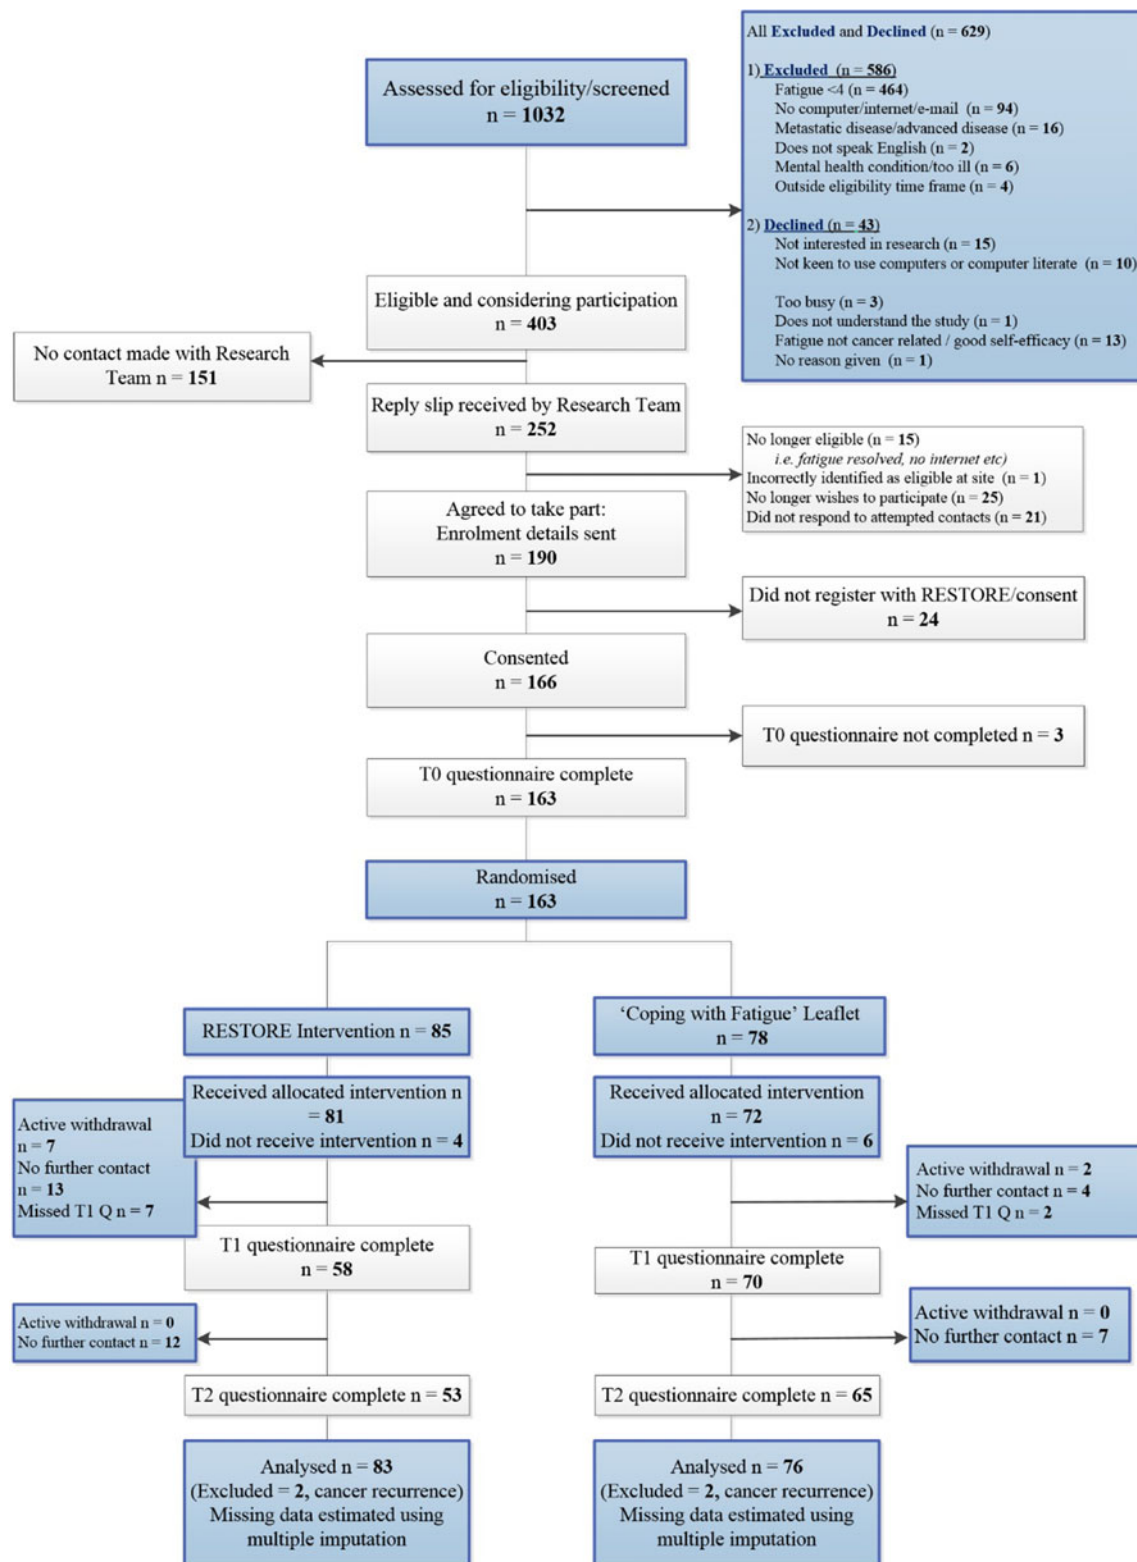 Assessed for eligibility/screened
n = 1032
All Excluded and Declined (n = 629)
1) Excluded (n = 586)
Fatigue <4 (n = 464)
No computer/internet/e-mail (n = 94)
Metastatic disease/advanced disease (n = 16)
Does not speak English (n = 2)
Mental health condition/too ill (n = 6)
Outside eligibility time frame (n = 4)
2) Declined (n = 43)
Not interested in research (n = 15)
Not keen to use computers or computer literate (n = 10)
Too busy (n = 3)
Does not understand the study (n = 1)
Fatigue not cancer related / good self-efficacy (n = 13)
No reason given (n = 1)
Eligible and considering participation
n = 403
No contact made with Research
Team n = 151
Reply slip received by Research Team
n = 252
No longer eligible (n = 15)
i.e. fatigue resolved, no internet etc)
Incorrectly identified as eligible at site (n = 1)
No longer wishes to participate (n = 25)
Did not respond to attempted contacts (n = 21)
Agreed to take part:
Enrolment details sent
n = 190
Did not register with RESTORE/consent
n = 24
Consented
n = 166
T0 questionnaire not completed n = 3
T0 questionnaire complete
n = 163
Randomised
n = 163
RESTORE Intervention n = 85
Received allocated intervention n
= 81
Did not receive intervention n = 4
Active withdrawal
n = 7
No further contact
n = 13
Missed T1 Q n = 7
T1 questionnaire complete
n = 58
Active withdrawal n = 0
No further contact n = 12
T2 questionnaire complete n = 53
Analysed n = 83
(Excluded = 2, cancer recurrence)
Missing data estimated using
multiple imputation
‘Coping with Fatigue’ Leaflet
n = 78
Received allocated intervention
n = 72
Did not receive intervention n = 6
Active withdrawal n = 2
No further contact n = 4
Missed T1 Q n = 2
T1 questionnaire complete
n = 70
Active withdrawal n = 0
No further contact n = 7
T2 questionnaire complete n = 65
Analysed n = 76
(Excluded = 2, cancer recurrence)
Missing data estimated using
multiple imputation